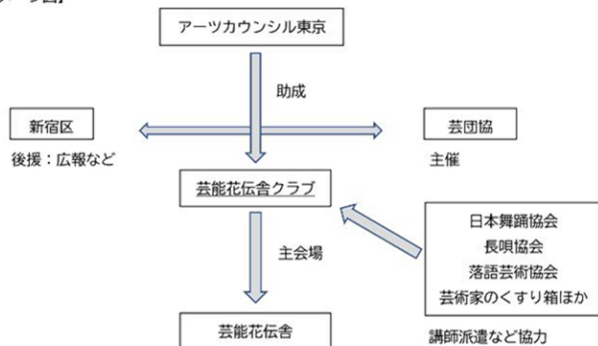 アーツカウンシル東京
助成
新宿区
芸団協
後援：広報など
主催
芸能花伝舎クラブ
日本舞踊協会
長唄協会
落語芸術協会
芸術家のくすり箱ほか
主会場
芸能花伝舎
講師派遣など協力